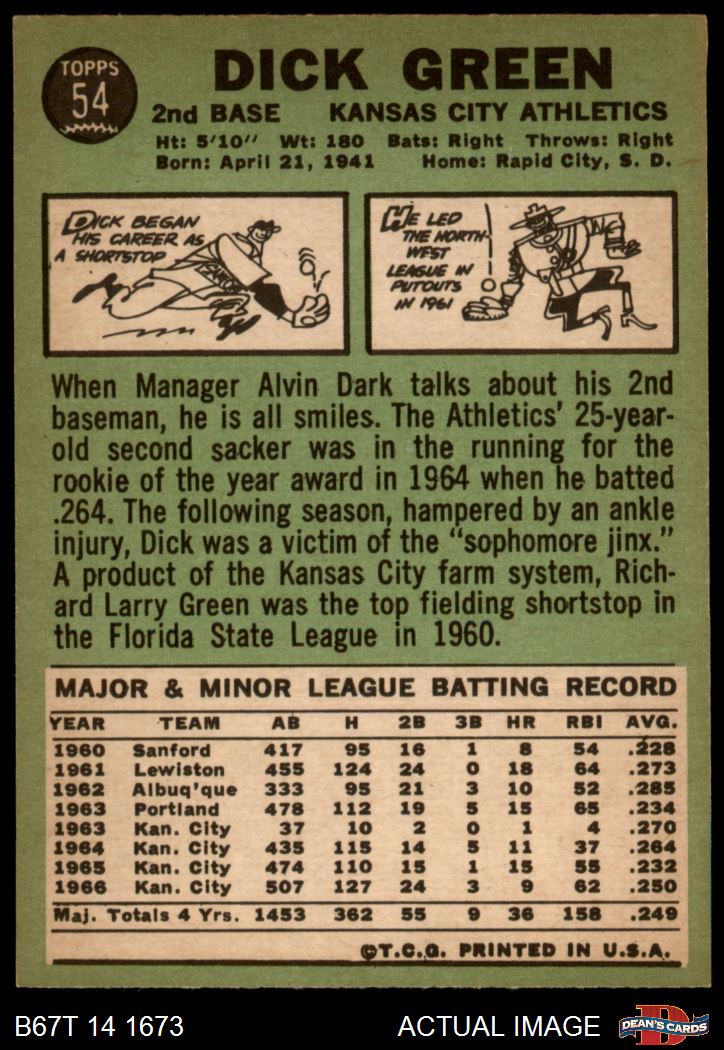 TOPPS
54
DICK GREEN
2nd BASE KANSAS CITY ATHLETICS
Ht: 5'10" Wt: 180 Bats: Right Throws: Right
Born: April 21, 1941 Home: Rapid City, S. D.
DICK BEGAN
HIS CAREER AS
A SHORTSTOP
HE LED
THE NORTH-
WEST
LEAGUE IN
PUTOUTS
IN 1961
When Manager Alvin Dark talks about his 2nd
baseman, he is all smiles. The Athletics' 25-year-
old second sacker was in the running for the
rookie of the year award in 1964 when he batted
.264. The following season, hampered by an ankle
injury, Dick was a victim of the "sophomore jinx."
A product of the Kansas City farm system, Rich-
ard Larry Green was the top fielding shortstop in
the Florida State League in 1960.
MAJOR & MINOR LEAGUE BATTING RECORD
YEAR TEAM AB H 2B 3B HR RBI AVG.
1960 Sanford 417 95 16 1 8 54 .228
1961 Lewiston 455 124 24 0 18 64 .273
1962 Albuq'que 333 95 21 3 10 52 .285
1963 Portland 478 112 19 5 15 65 .234
1963 Kan. City 37 10 2 0 1 4 .270
1964 Kan. City 435 115 14 5 11 37 .264
1965 Kan. City 474 110 15 1 15 55 .232
1966 Kan. City 507 127 24 3 9 62 .250
Maj. Totals 4 Yrs. 1453 362 55 9 36 158 .249
©T.C.G. PRINTED IN U.S.A.
B67T 14 1673 ACTUAL IMAGE
D
DEAN'S CARDS